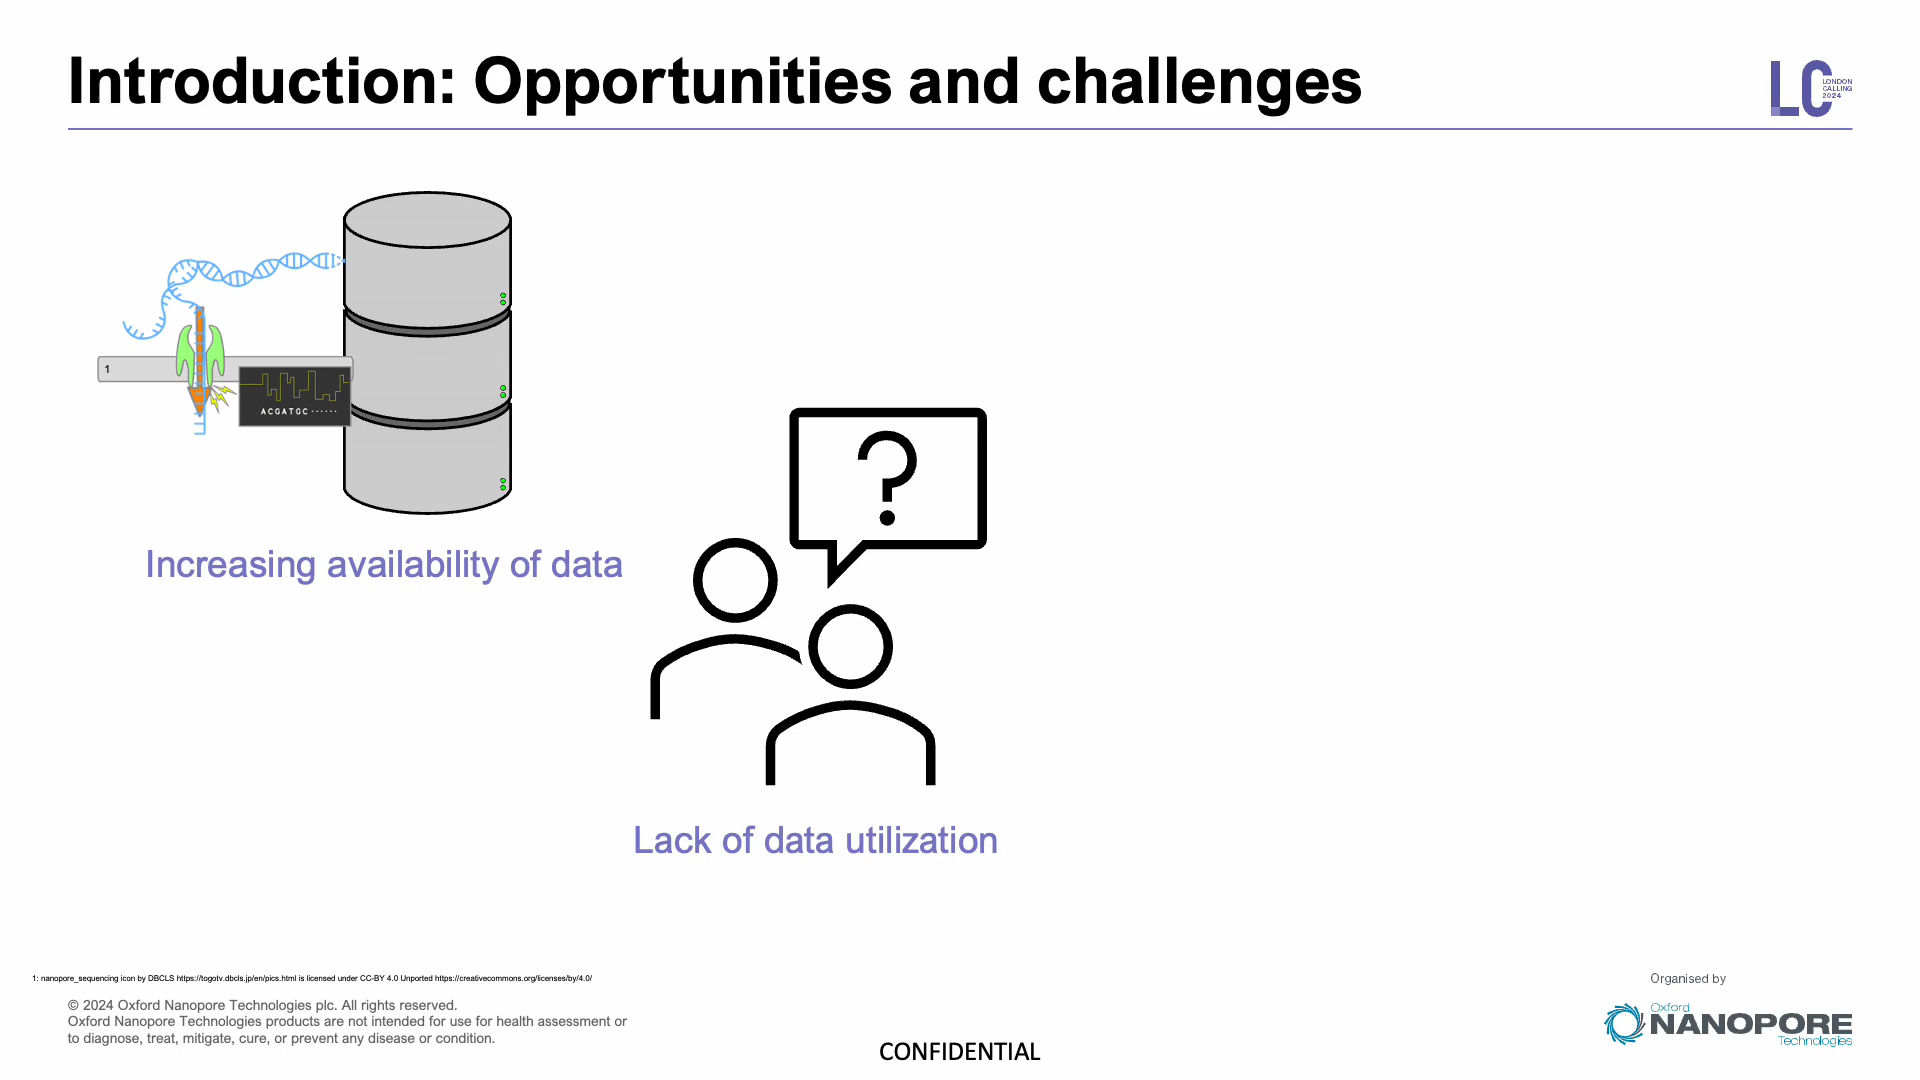 Introduction: Opportunities and challenges
LC
LONDON
CALLING
2024
1
ACGATGC······
?
Increasing availability of data
Lack of data utilization
1: nanopore_sequencing icon by DBCLS https://togotv.dbcls.jp/en/pics.html is licensed under CC-BY 4.0 Unported https://creativecommons.org/licenses/by/4.0/
© 2024 Oxford Nanopore Technologies plc. All rights reserved.
Oxford Nanopore Technologies products are not intended for use for health assessment or
to diagnose, treat, mitigate, cure, or prevent any disease or condition.
CONFIDENTIAL
Organised by
Oxford
NANOPORE
Technologies